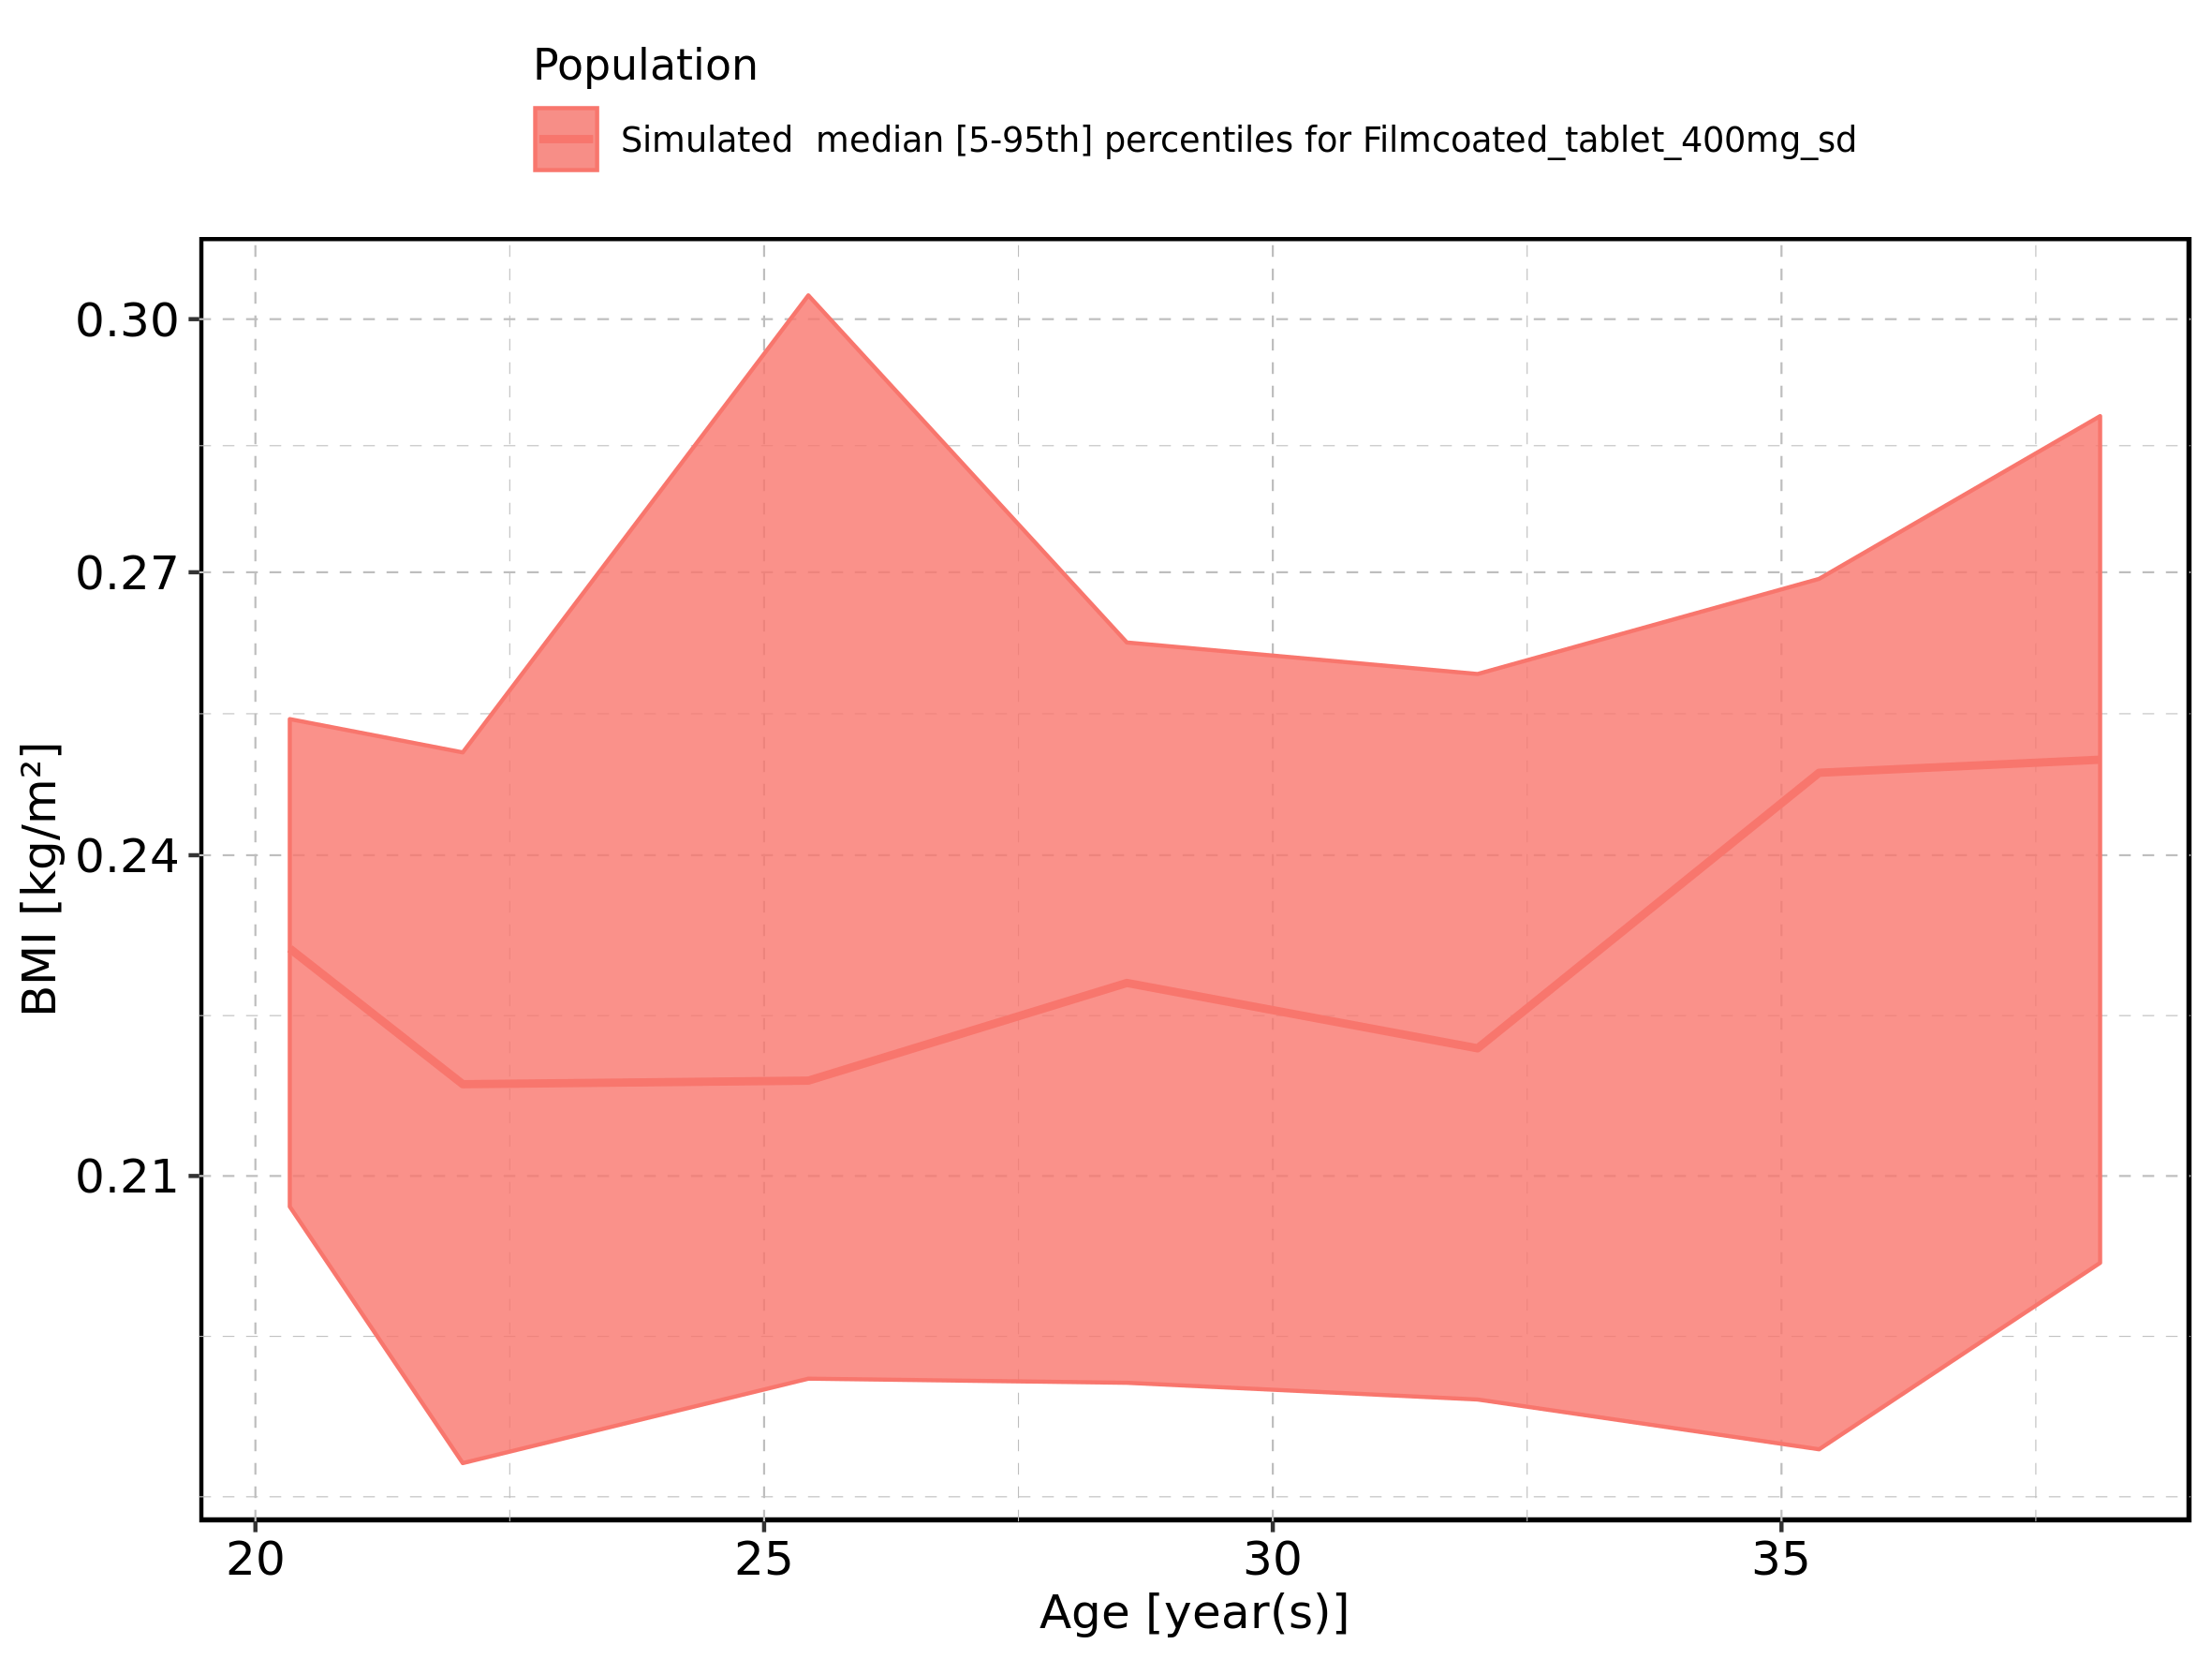 Population
Simulated  median [5-95th] percentiles for Filmcoated_tablet_400mg_sd
0.30
0.27
0.24
0.21
BMI [kg/m²]
20 25 30 35
Age [year(s)]